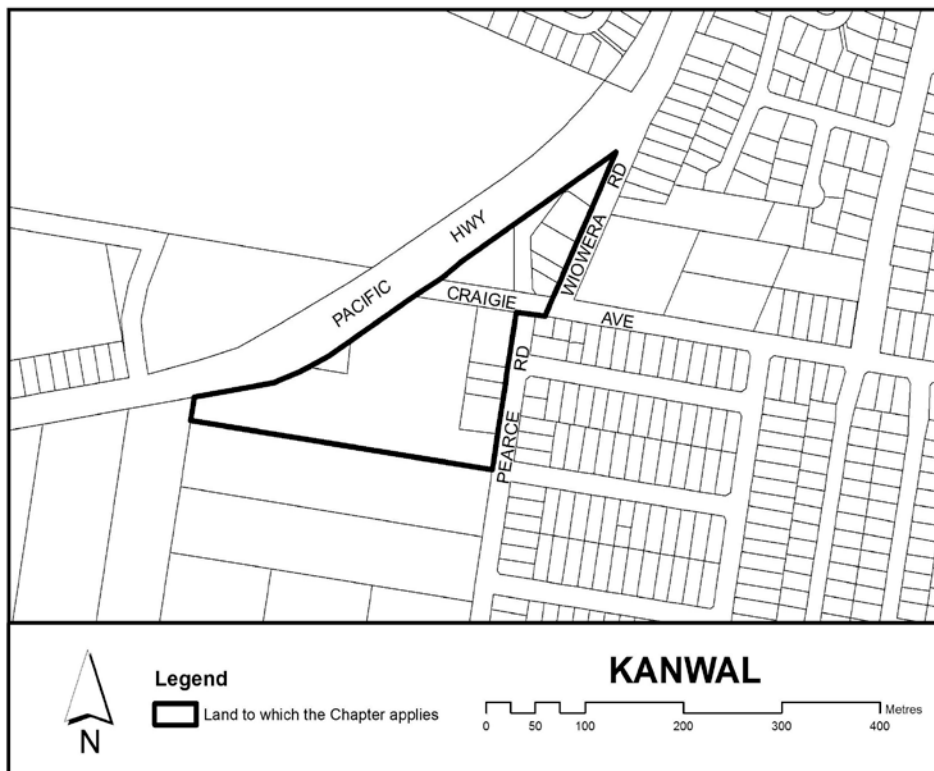 PACIFIC
HWY
WIOWERA
RD
CRAIGIE
AVE
PEARCE
RD
N
Legend
Land to which the Chapter applies
KANWAL
0 50 100 200 300 400 Metres